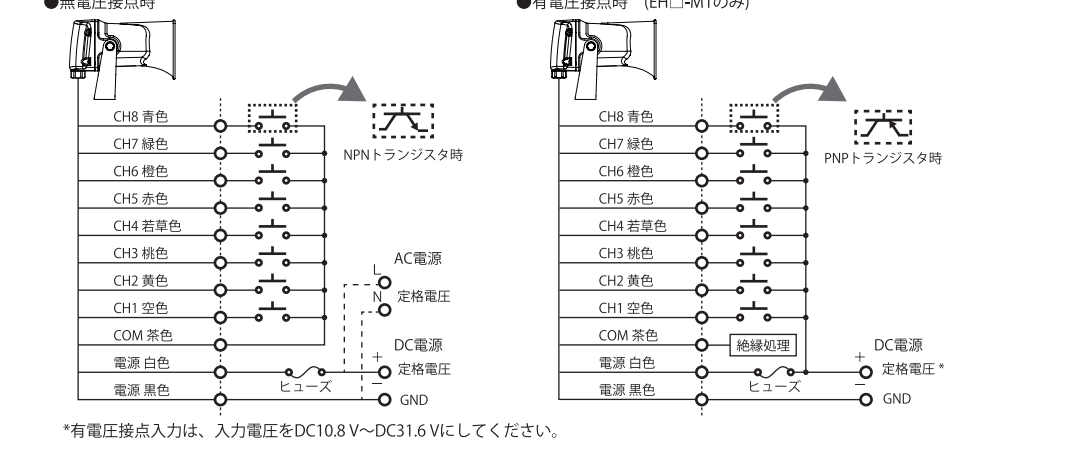 ●無電圧接点時
CH8 青色
CH7 緑色
CH6 橙色
CH5 赤色
CH4 若草色
CH3 桃色
CH2 黄色
CH1 空色
COM 茶色
電源 白色
電源 黒色
NPNトランジスタ時
AC電源
L
N
定格電圧
DC電源
+
定格電圧
−
ヒューズ
GND
●有電圧接点時 (EH□-M1のみ)
CH8 青色
CH7 緑色
CH6 橙色
CH5 赤色
CH4 若草色
CH3 桃色
CH2 黄色
CH1 空色
COM 茶色
電源 白色
電源 黒色
PNPトランジスタ時
絶縁処理
DC電源
+
定格電圧 *
−
ヒューズ
GND
*有電圧接点入力は、入力電圧をDC10.8 V～DC31.6 Vにしてください。